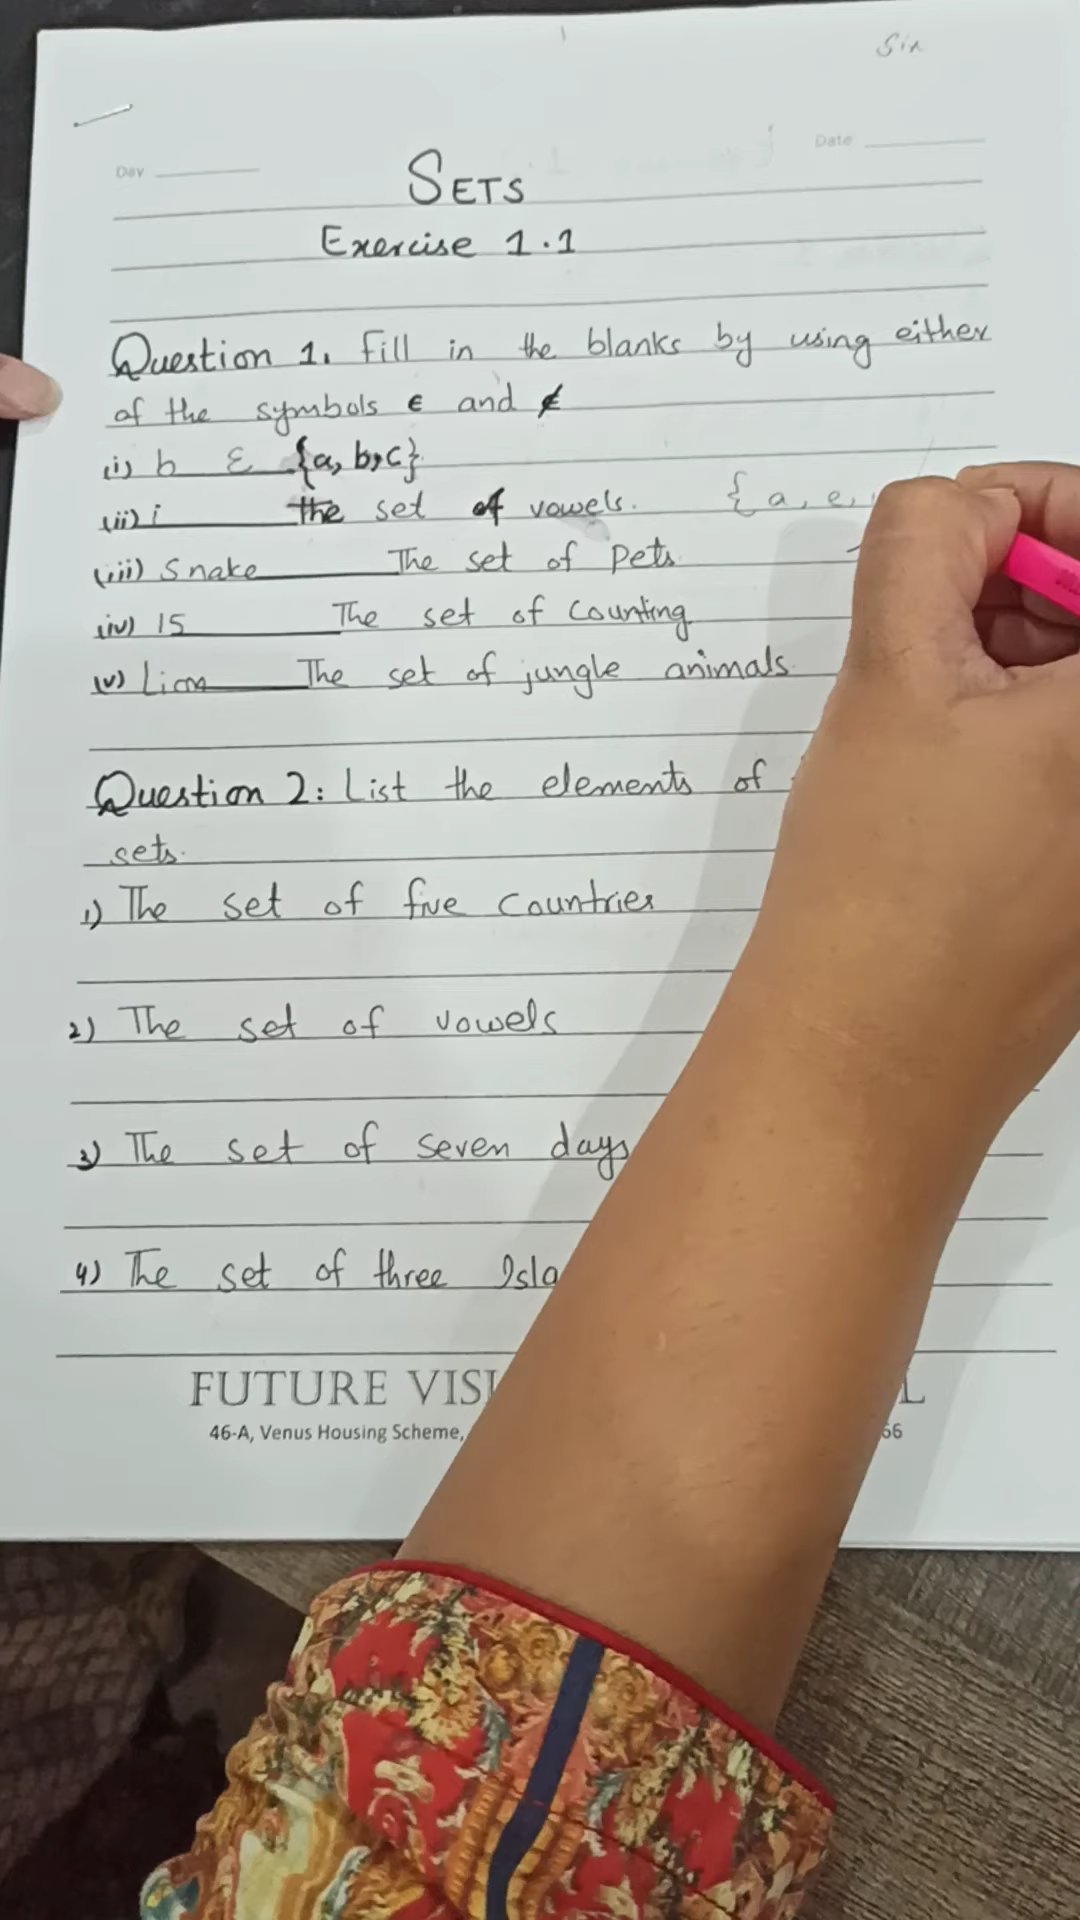 Sir
Day
Date
SETS
Exercise 1.1
Question 1. Fill in the blanks by using either
of the symbols ∈ and ∉
(i) b ∈ {a, b, c}
(ii) i the set of vowels. {a, e,
(iii) Snake The set of pets
(iv) 15 The set of Counting
(v) Lion The set of jungle animals
Question 2: List the elements of
sets.
1) The set of five Countries
2) The set of vowels
3) The set of seven days
4) The set of three Isla
FUTURE VISI L
46-A, Venus Housing Scheme, 66